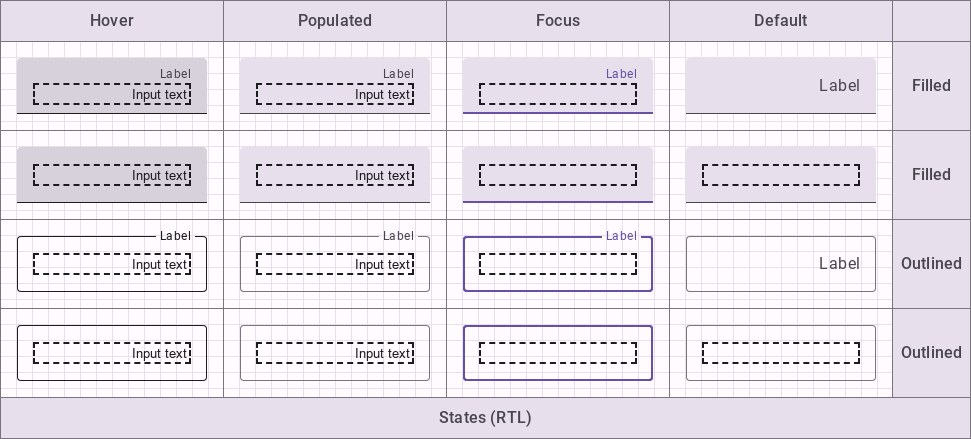 Hover Populated Focus Default
Label Label Label Label Filled
Input text Input text
Input text Input text Filled
Label Label Label Label Outlined
Input text Input text
Input text Input text Outlined
States (RTL)